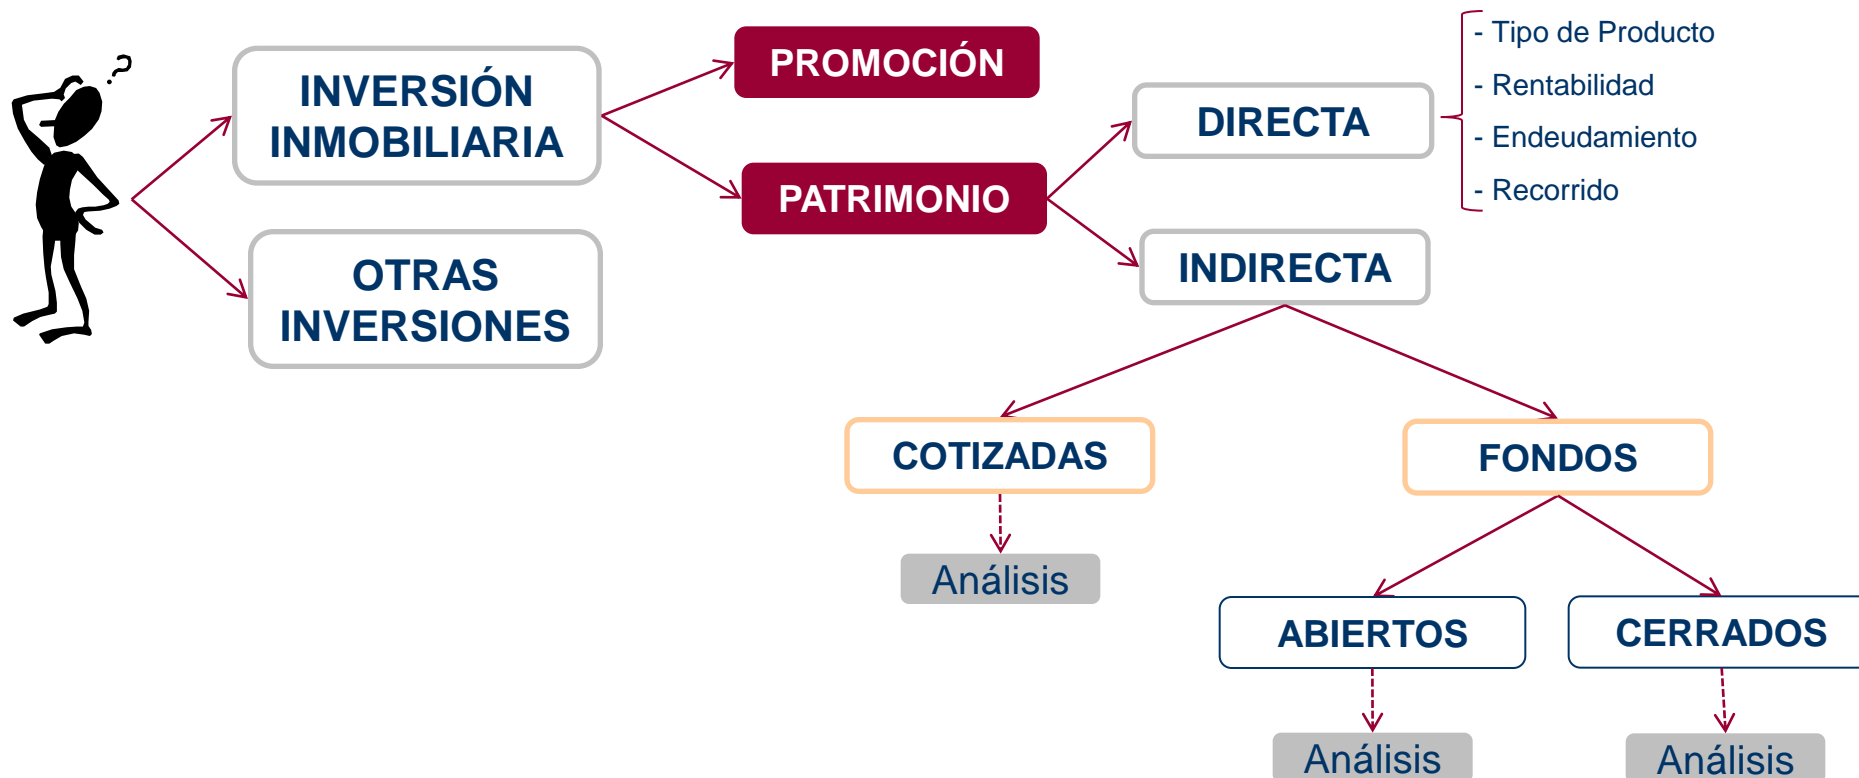 ?
INVERSIÓN
INMOBILIARIA
OTRAS
INVERSIONES
PROMOCIÓN
PATRIMONIO
DIRECTA
- Tipo de Producto
- Rentabilidad
- Endeudamiento
- Recorrido
INDIRECTA
COTIZADAS
Análisis
FONDOS
ABIERTOS
Análisis
CERRADOS
Análisis